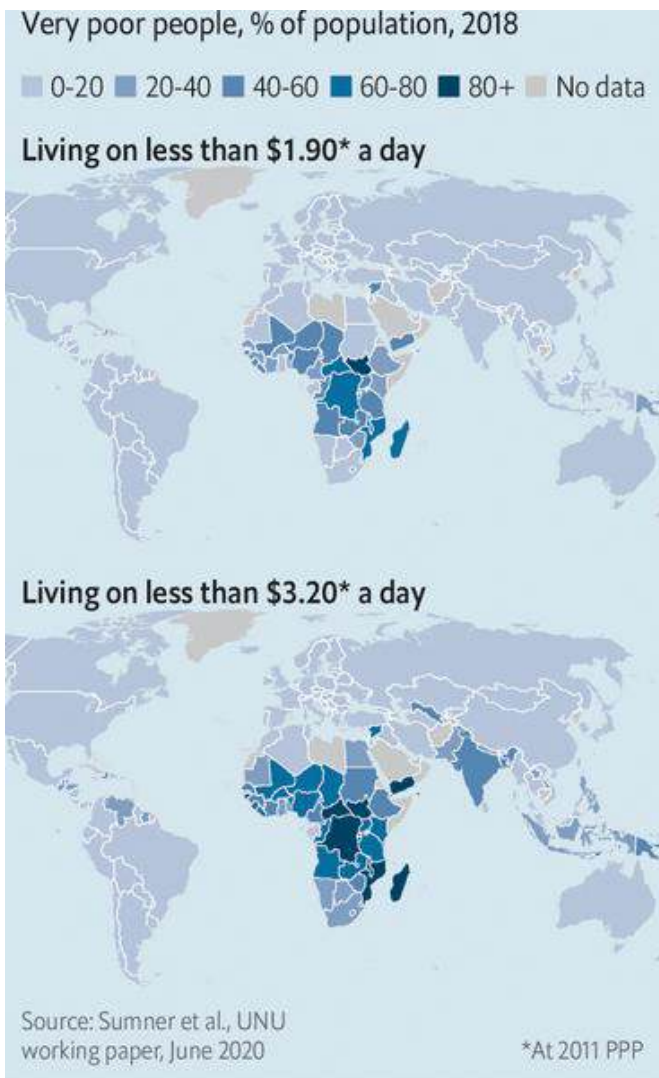 Very poor people, % of population, 2018
0-20 20-40 40-60 60-80 80+ No data
Living on less than $1.90* a day
Living on less than $3.20* a day
Source: Sumner et al., UNU
working paper, June 2020
*At 2011 PPP